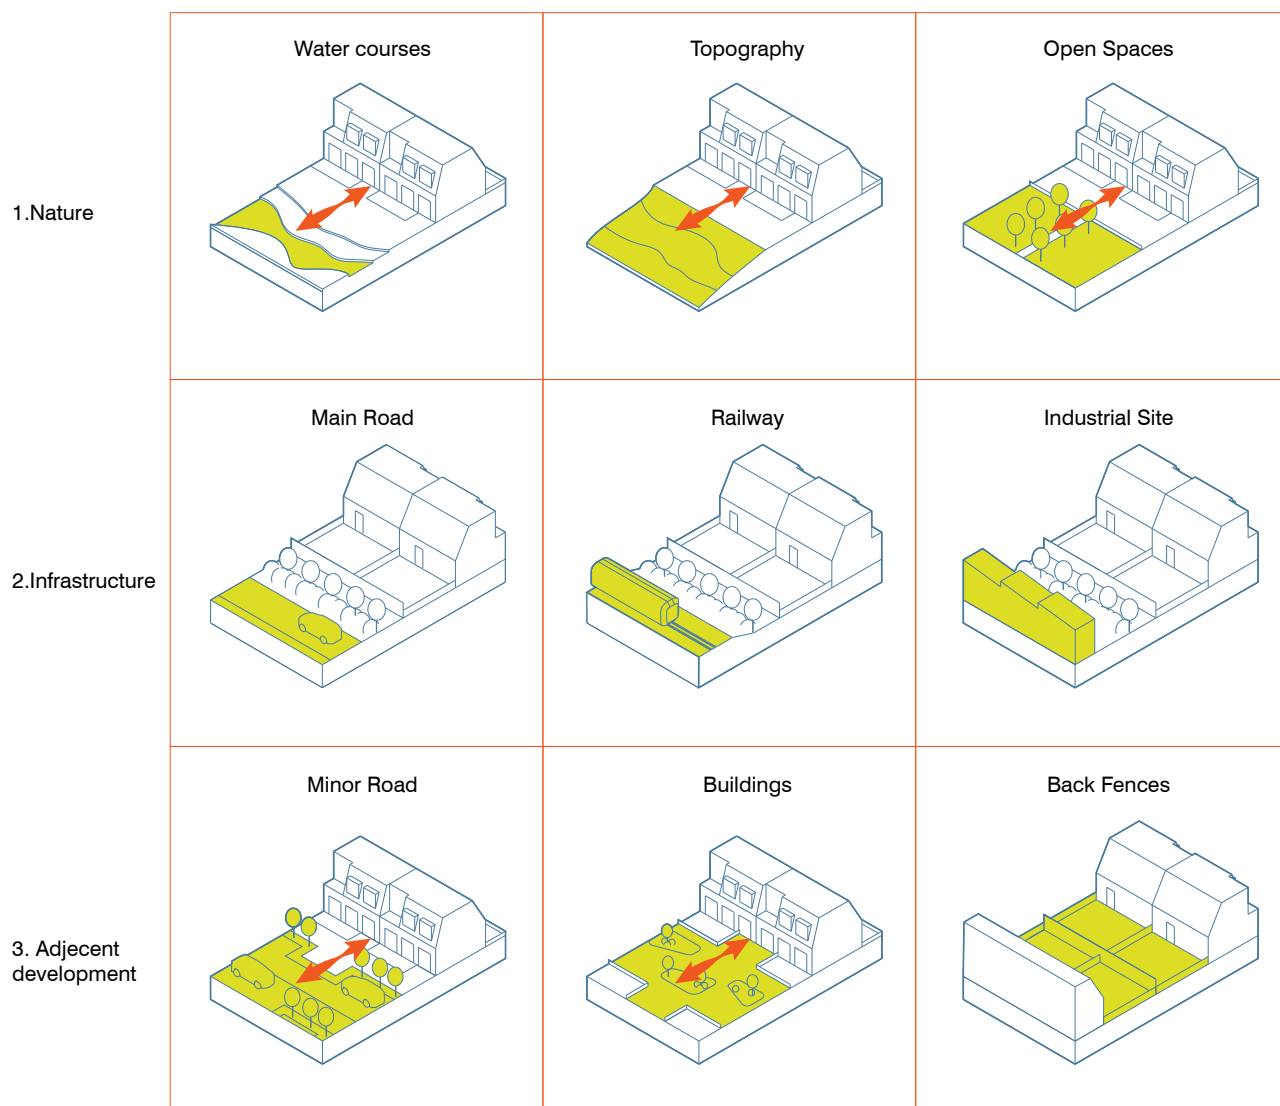 Water courses
Topography
Open Spaces
1.Nature
Main Road
Railway
Industrial Site
2.Infrastructure
Minor Road
Buildings
Back Fences
3. Adjecent
development